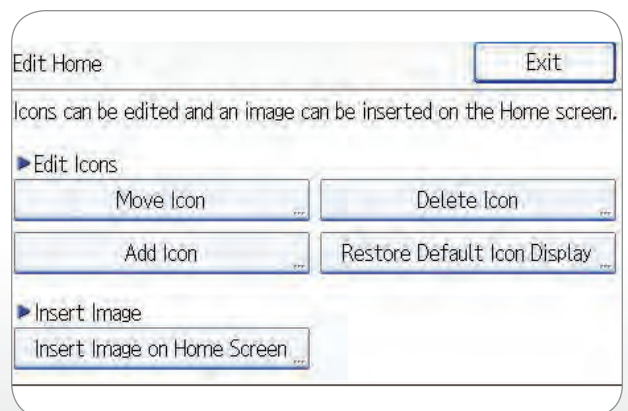 Edit Home
Exit
Icons can be edited and an image can be inserted on the Home screen.
Edit Icons
Move Icon
Delete Icon
Add Icon
Restore Default Icon Display
Insert Image
Insert Image on Home Screen